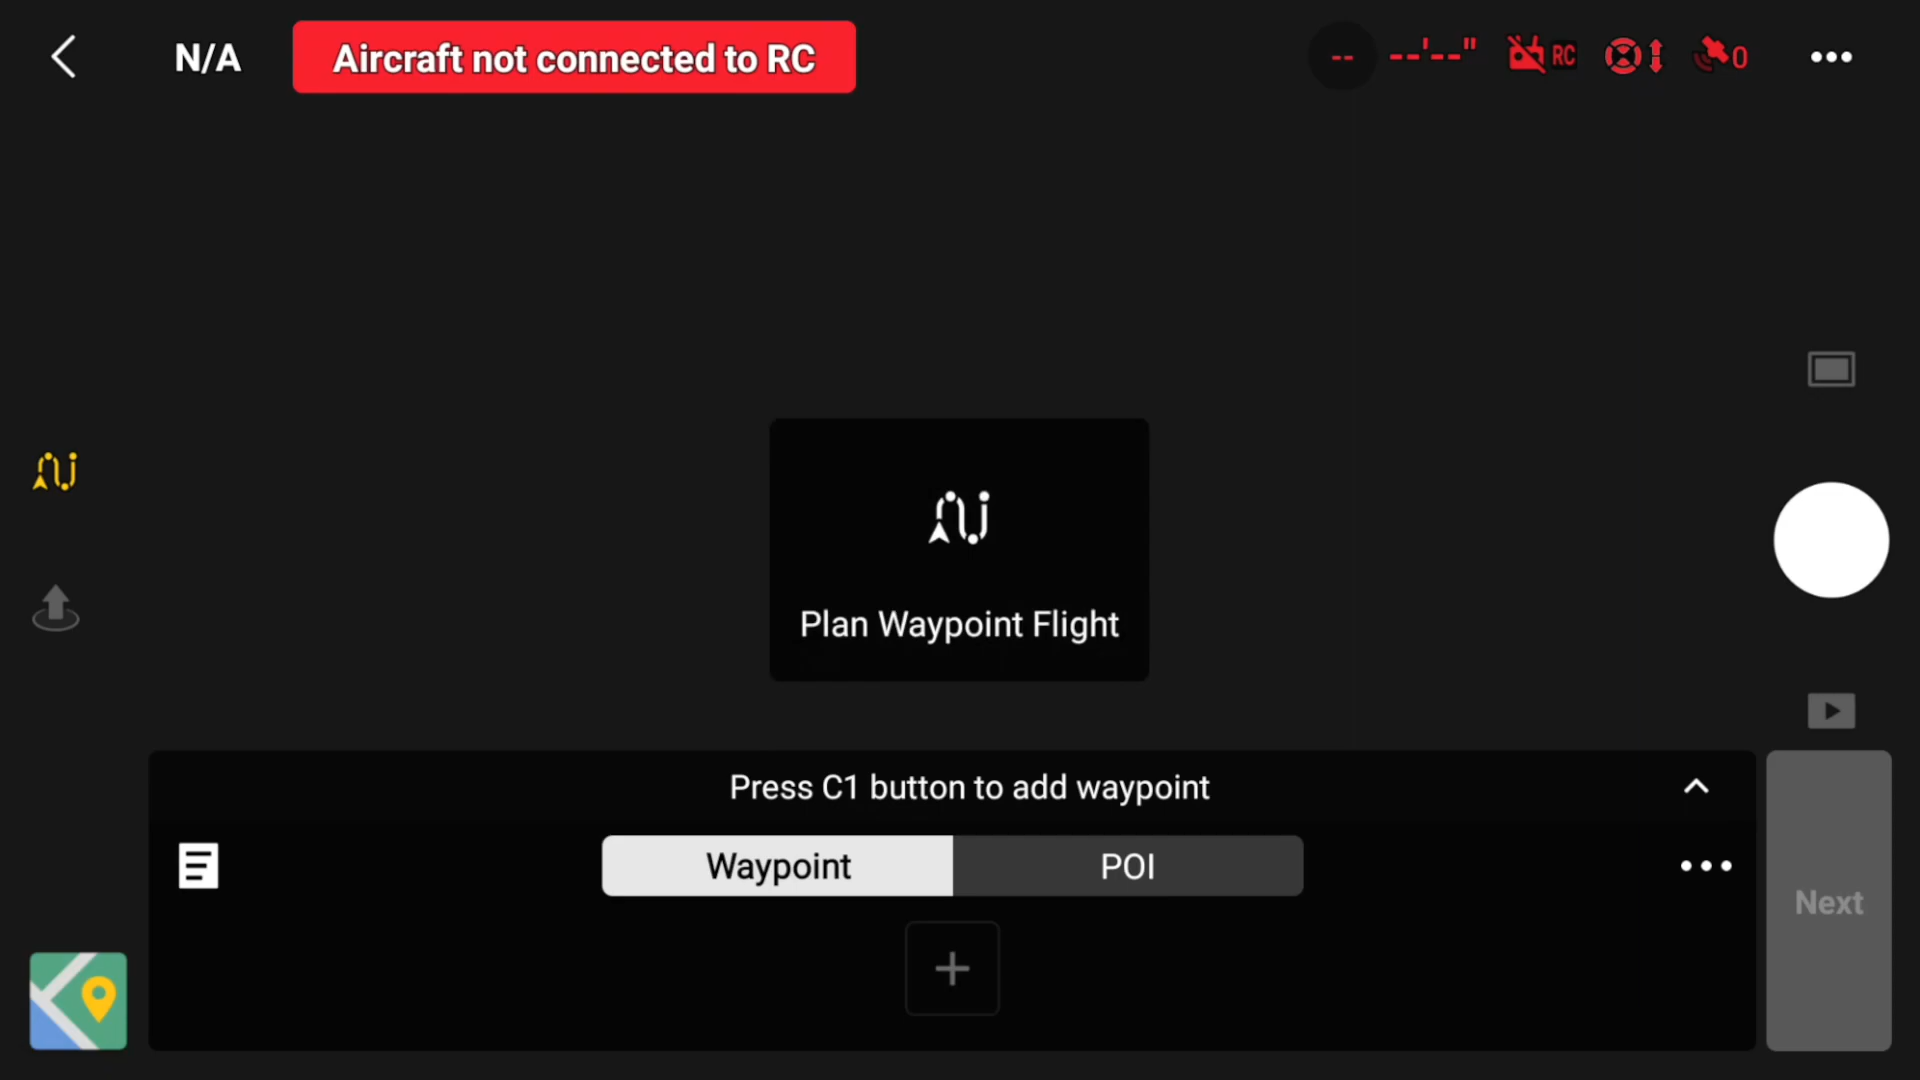 N/A
Aircraft not connected to RC
--
--'--"
RC
0
Plan Waypoint Flight
Press C1 button to add waypoint
Waypoint
POI
Next